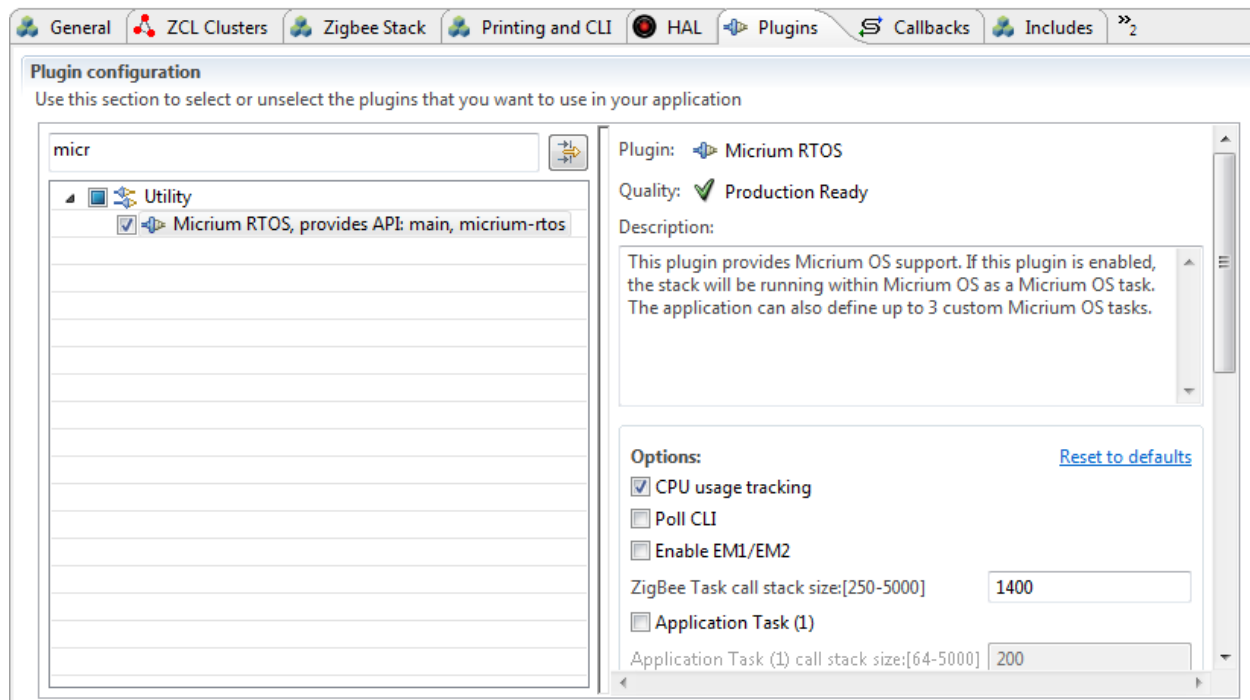 General ZCL Clusters Zigbee Stack Printing and CLI HAL Plugins Callbacks Includes »2
Plugin configuration
Use this section to select or unselect the plugins that you want to use in your application
micr
Utility
Micrium RTOS, provides API: main, micrium-rtos
Plugin: Micrium RTOS
Quality: Production Ready
Description:
This plugin provides Micrium OS support. If this plugin is enabled,
the stack will be running within Micrium OS as a Micrium OS task.
The application can also define up to 3 custom Micrium OS tasks.
Options: Reset to defaults
CPU usage tracking
Poll CLI
Enable EM1/EM2
ZigBee Task call stack size:[250-5000] 1400
Application Task (1)
Application Task (1) call stack size:[64-5000] 200